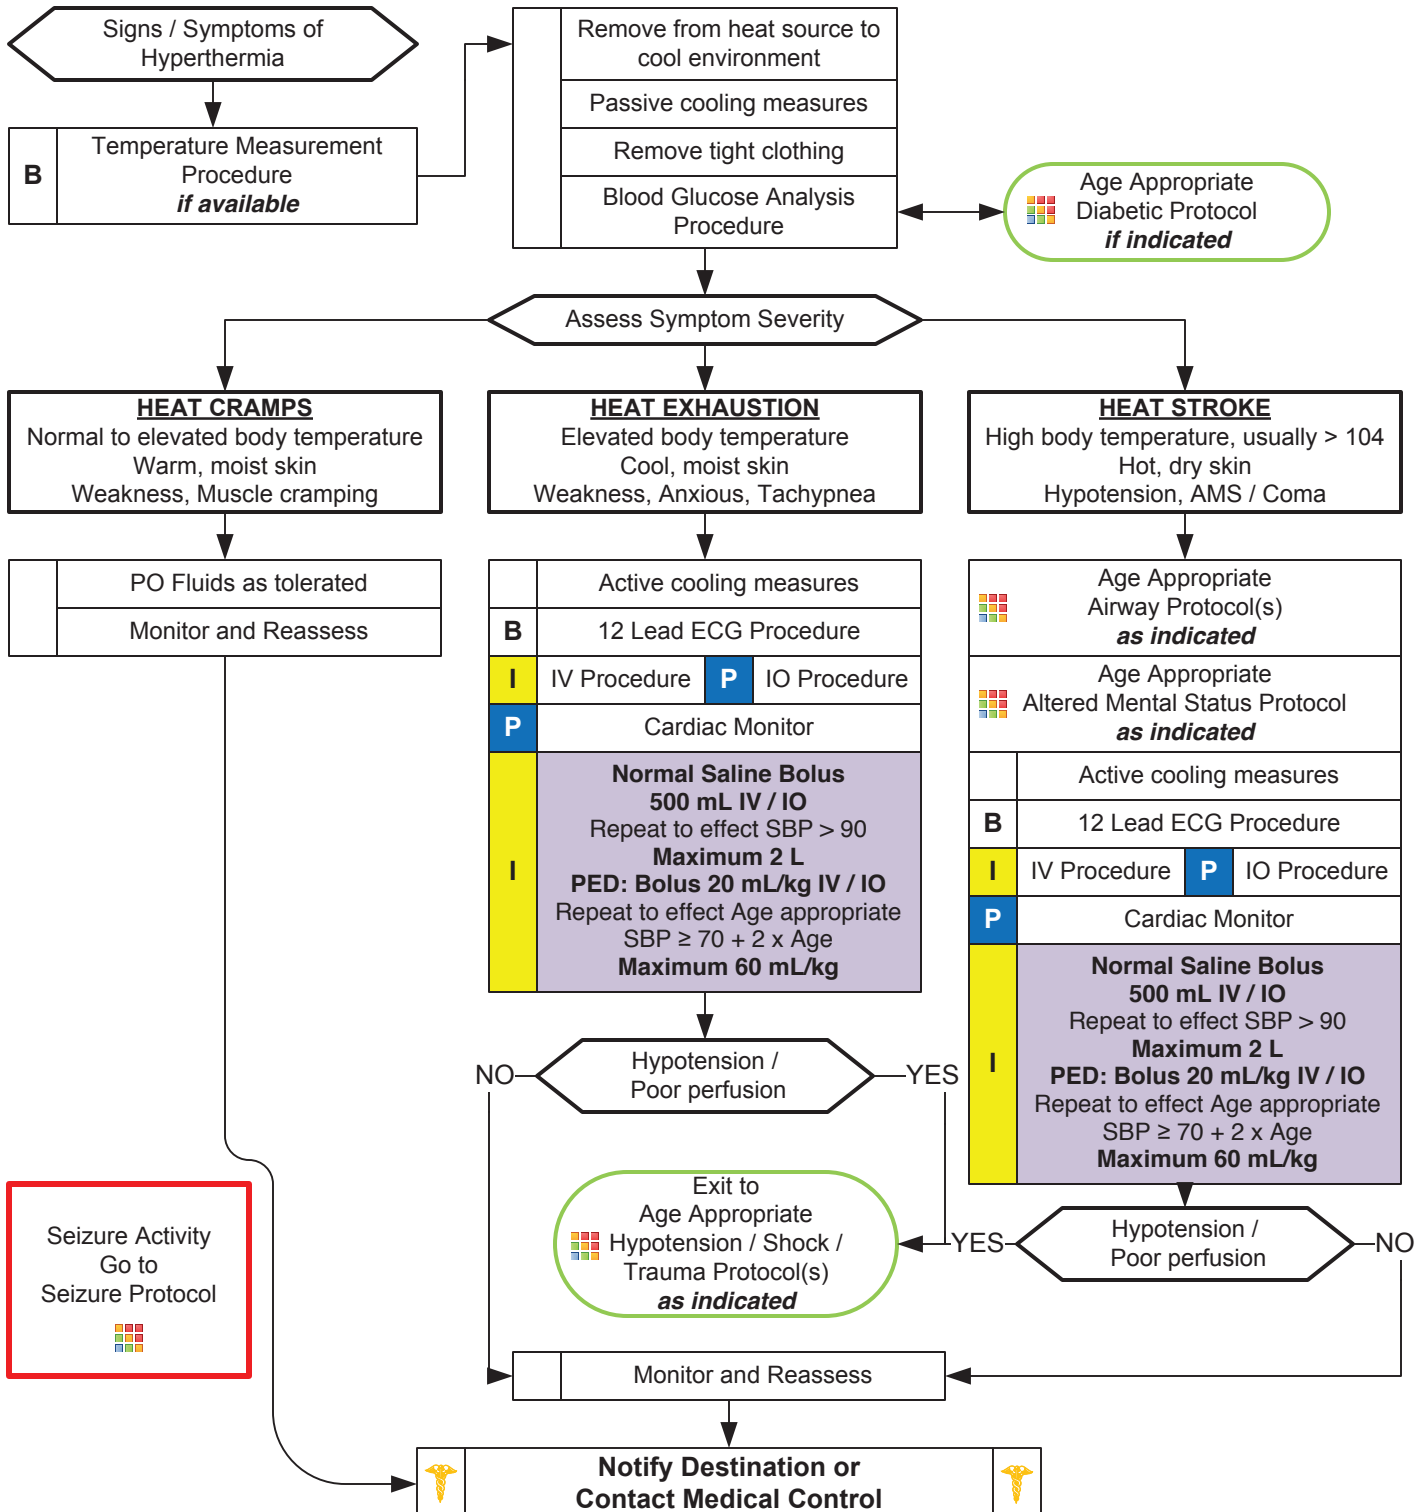 Signs / Symptoms of
Hyperthermia
B
Temperature Measurement
Procedure
if available
Remove from heat source to
cool environment
Passive cooling measures
Remove tight clothing
Blood Glucose Analysis
Procedure
Age Appropriate
Diabetic Protocol
if indicated
Assess Symptom Severity
HEAT CRAMPS
Normal to elevated body temperature
Warm, moist skin
Weakness, Muscle cramping
HEAT EXHAUSTION
Elevated body temperature
Cool, moist skin
Weakness, Anxious, Tachypnea
HEAT STROKE
High body temperature, usually > 104
Hot, dry skin
Hypotension, AMS / Coma
PO Fluids as tolerated
Monitor and Reassess
Active cooling measures
B
12 Lead ECG Procedure
I
IV Procedure
P
IO Procedure
P
Cardiac Monitor
I
Normal Saline Bolus
500 mL IV / IO
Repeat to effect SBP > 90
Maximum 2 L
PED: Bolus 20 mL/kg IV / IO
Repeat to effect Age appropriate
SBP ≥ 70 + 2 x Age
Maximum 60 mL/kg
Age Appropriate
Airway Protocol(s)
as indicated
Age Appropriate
Altered Mental Status Protocol
as indicated
Active cooling measures
B
12 Lead ECG Procedure
I
IV Procedure
P
IO Procedure
P
Cardiac Monitor
I
Normal Saline Bolus
500 mL IV / IO
Repeat to effect SBP > 90
Maximum 2 L
PED: Bolus 20 mL/kg IV / IO
Repeat to effect Age appropriate
SBP ≥ 70 + 2 x Age
Maximum 60 mL/kg
NO
Hypotension /
Poor perfusion
YES
Exit to
Age Appropriate
Hypotension / Shock /
Trauma Protocol(s)
as indicated
YES
Hypotension /
Poor perfusion
NO
Seizure Activity
Go to
Seizure Protocol
Monitor and Reassess
Notify Destination or
Contact Medical Control